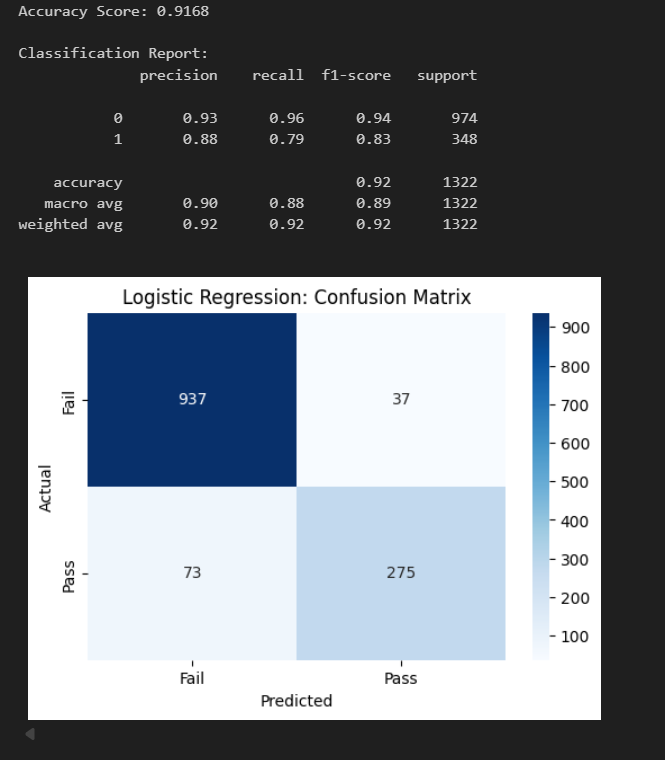 Accuracy Score: 0.9168
Classification Report:
precision recall f1-score support
0 0.93 0.96 0.94 974
1 0.88 0.79 0.83 348
accuracy 0.92 1322
macro avg 0.90 0.88 0.89 1322
weighted avg 0.92 0.92 0.92 1322
Logistic Regression: Confusion Matrix
900
800
700
600
500
400
300
200
100
Actual
Fail
937 37
Pass
73 275
Fail Pass
Predicted